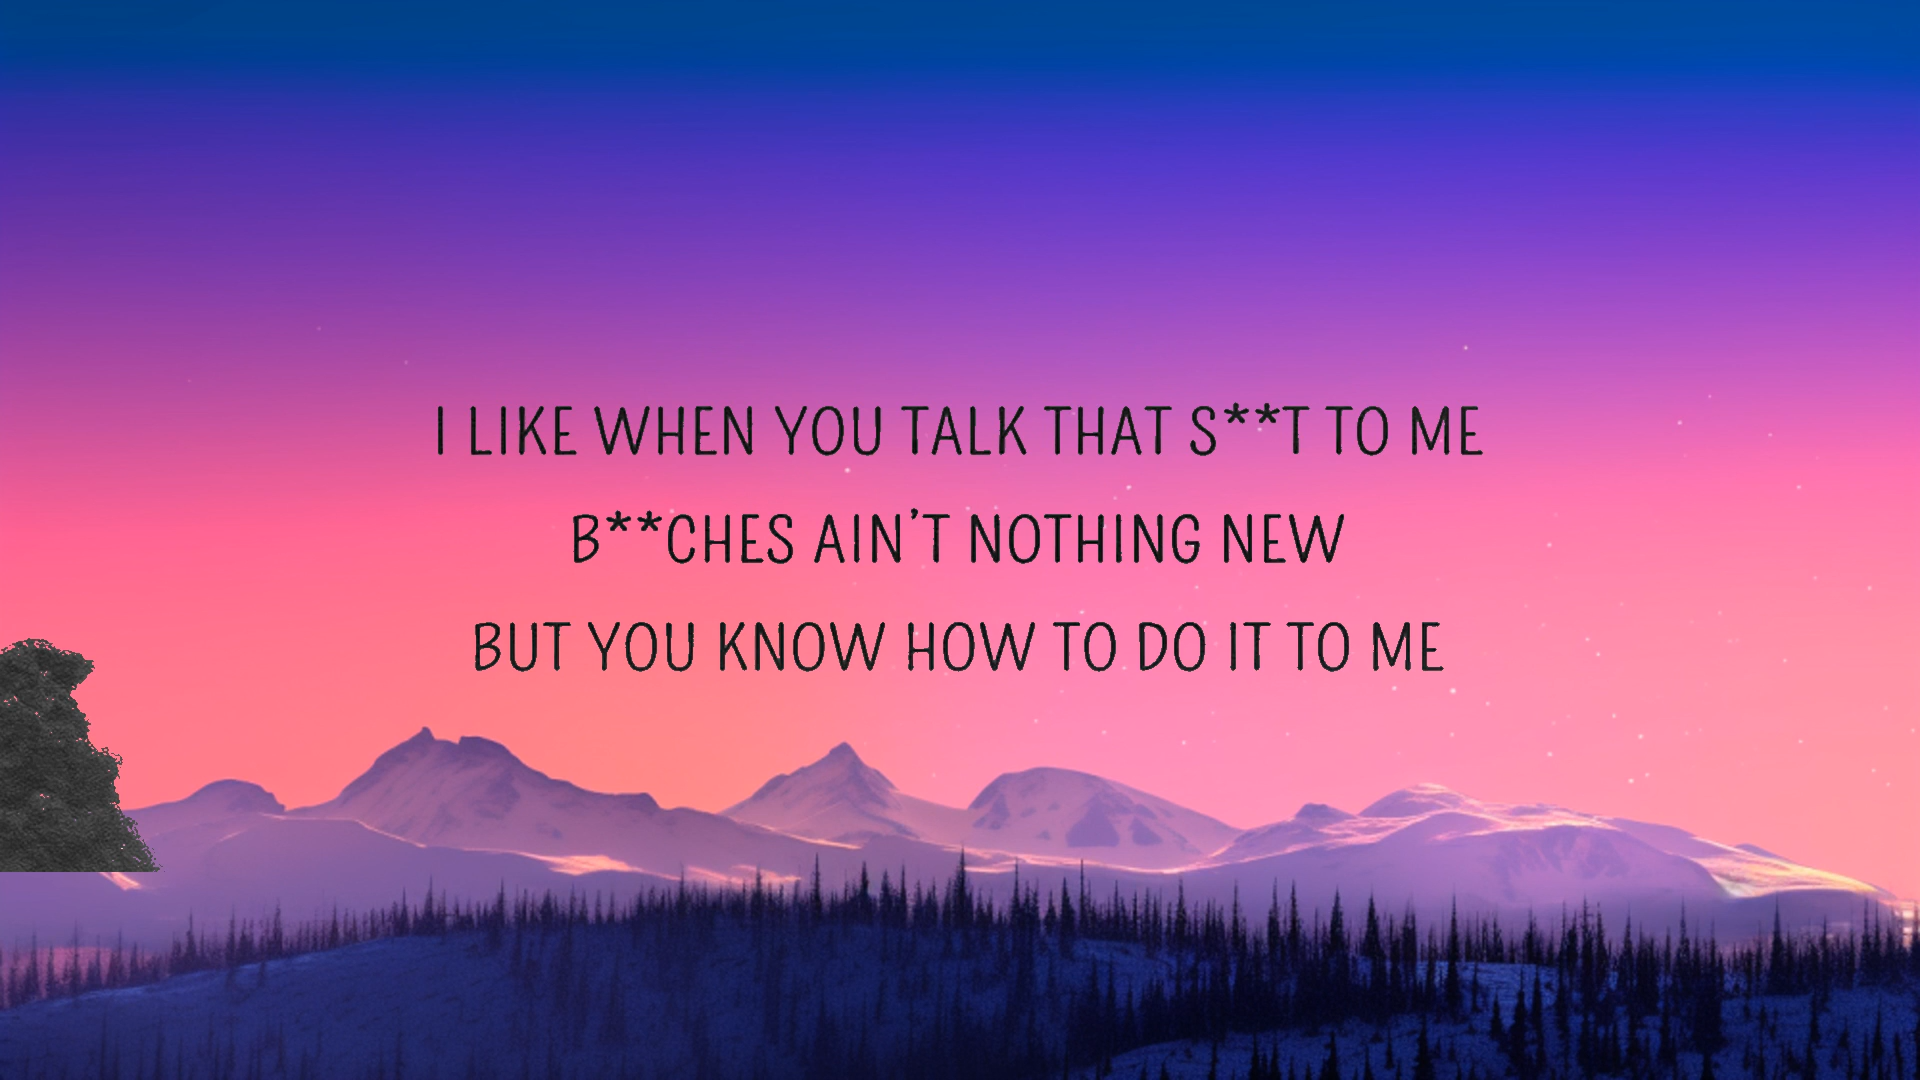 I LIKE WHEN YOU TALK THAT S**T TO ME
B**CHES AIN'T NOTHING NEW
BUT YOU KNOW HOW TO DO IT TO ME